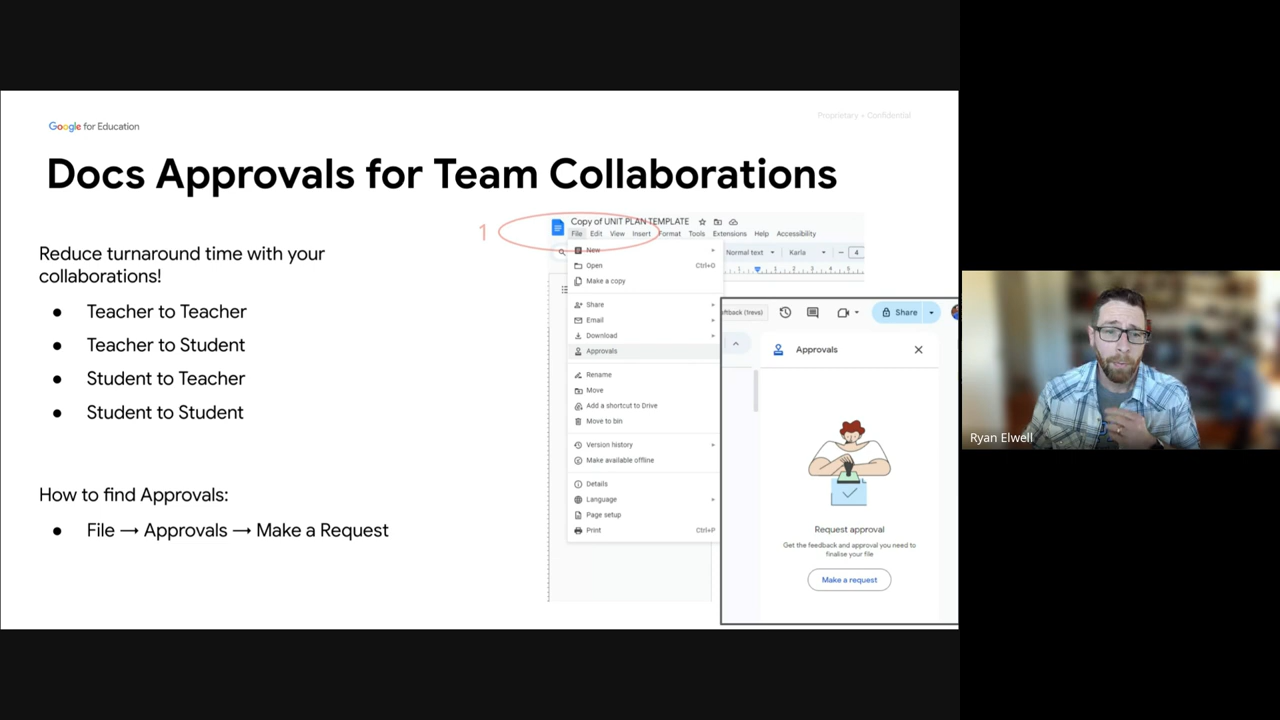 Google for Education
Proprietary + Confidential
Docs Approvals for Team Collaborations
Reduce turnaround time with your
collaborations!
● Teacher to Teacher
● Teacher to Student
● Student to Teacher
● Student to Student
How to find Approvals:
● File → Approvals → Make a Request
1
Copy of UNIT PLAN TEMPLATE
File Edit View Insert Format Tools Extensions Help Accessibility
Normal text Karla 4
New
Open Ctrl+O
Make a copy
Share
Email
Download
Approvals
Rename
Move
Add a shortcut to Drive
Move to bin
Version history
Make available offline
Details
Language
Page setup
Print Ctrl+P
Share
Approvals
Request approval
Get the feedback and approval you need to
finalise your file
Make a request
Ryan Elwell